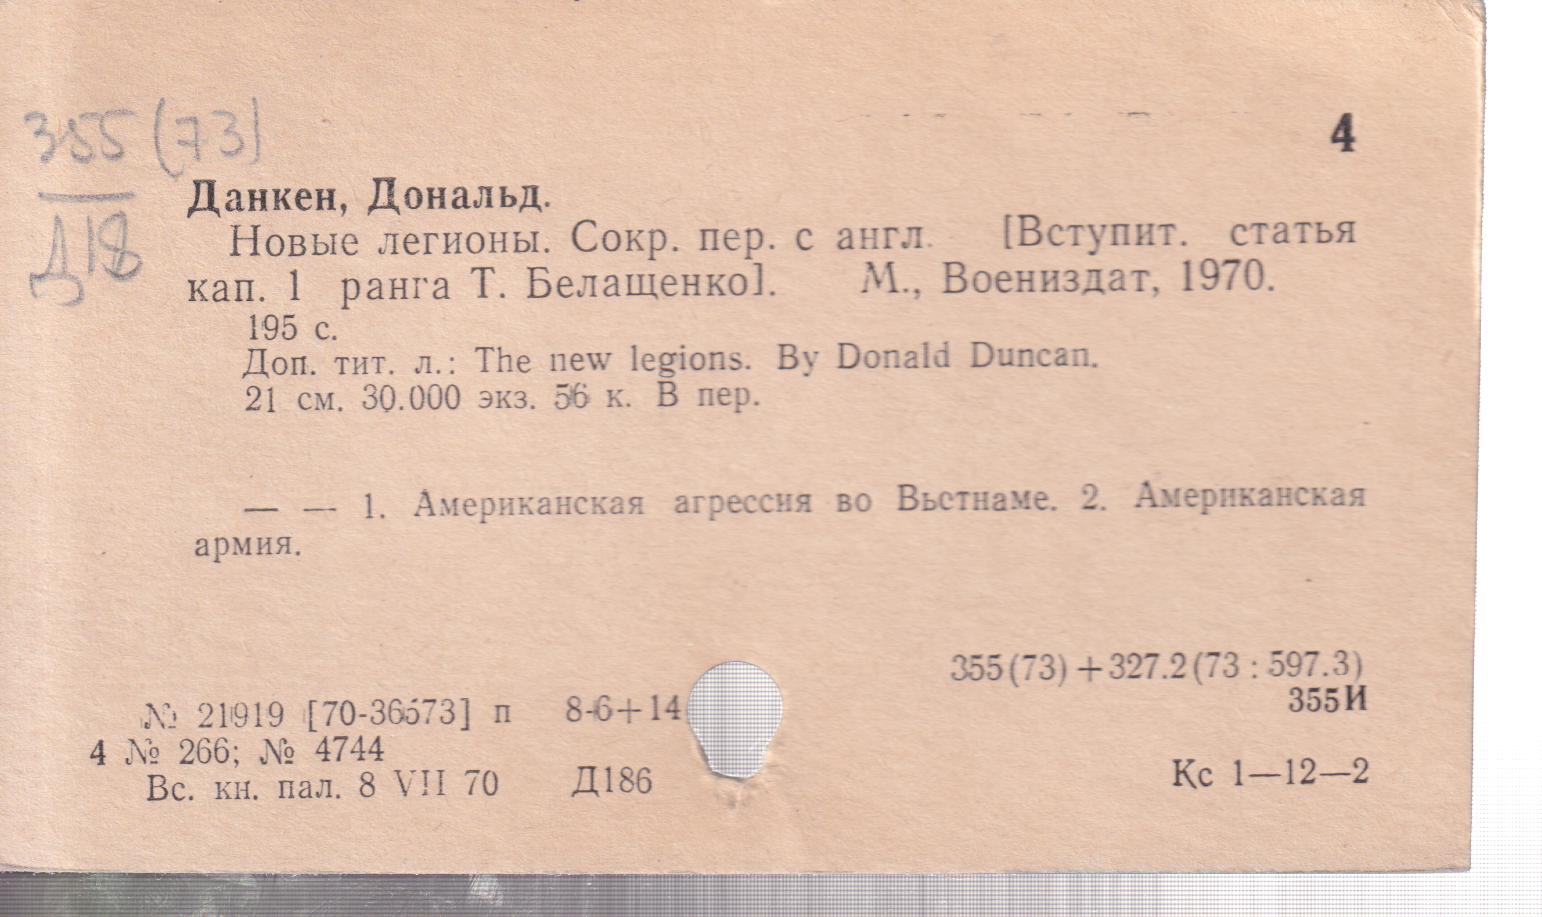 355(73)
Д18
4
Данкен, Дональд.
Новые легионы. Сокр. пер. с англ. [Вступит. статья
кап. 1 ранга Т. Белащенко]. М., Воениздат, 1970.
195 с.
Доп. тит. л.: The new legions. By Donald Duncan.
21 см. 30.000 экз. 56 к. В пер.
— — 1. Американская агрессия во Вьетнаме. 2. Американская
армия.
355(73)+327.2(73:597.3)
355И
№ 21919 [70-36573] п 8-6+14
4 № 266; № 4744
Вс. кн. пал. 8 VII 70 Д186
Кс 1—12—2